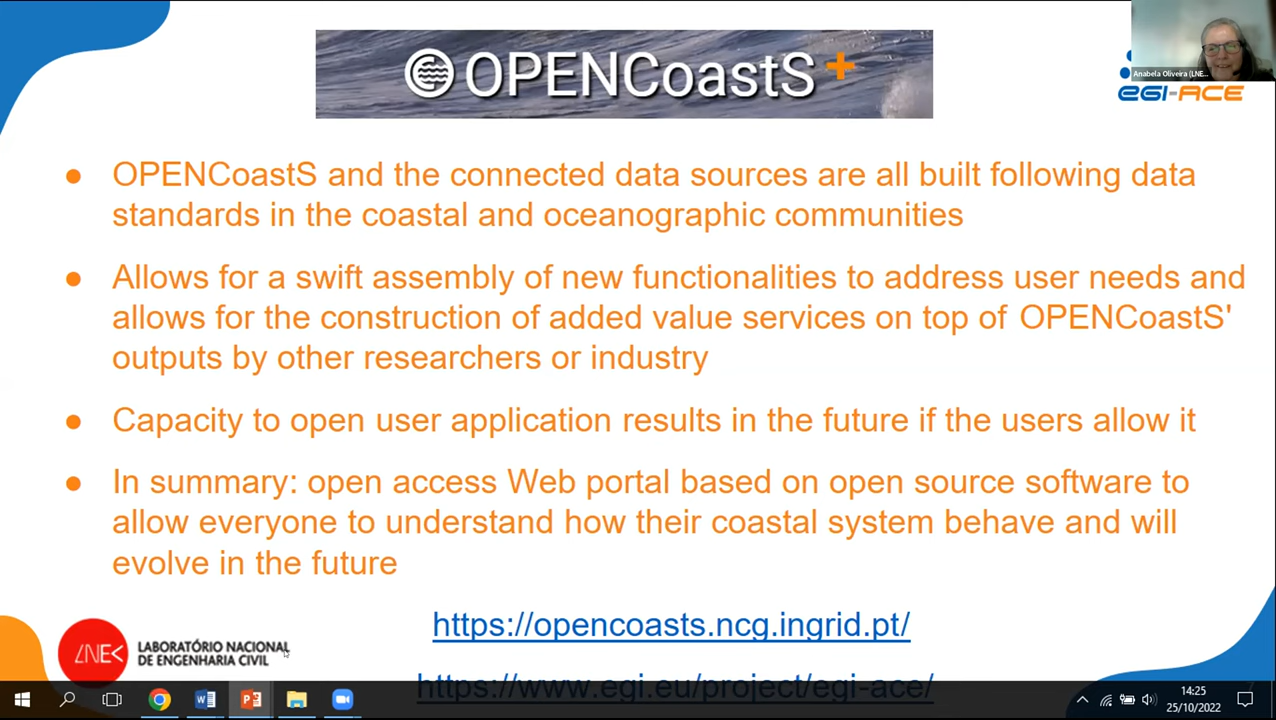 OPENCoastS+
Anabela Oliveira (LNE...
EGI-ACE
● OPENCoastS and the connected data sources are all built following data
standards in the coastal and oceanographic communities
● Allows for a swift assembly of new functionalities to address user needs and
allows for the construction of added value services on top of OPENCoastS'
outputs by other researchers or industry
● Capacity to open user application results in the future if the users allow it
● In summary: open access Web portal based on open source software to
allow everyone to understand how their coastal system behave and will
evolve in the future
https://opencoasts.ncg.ingrid.pt/
LNEC
LABORATÓRIO NACIONAL
DE ENGENHARIA CIVIL
https://www.egi.eu/project/egi-ace/
14:25
25/10/2022